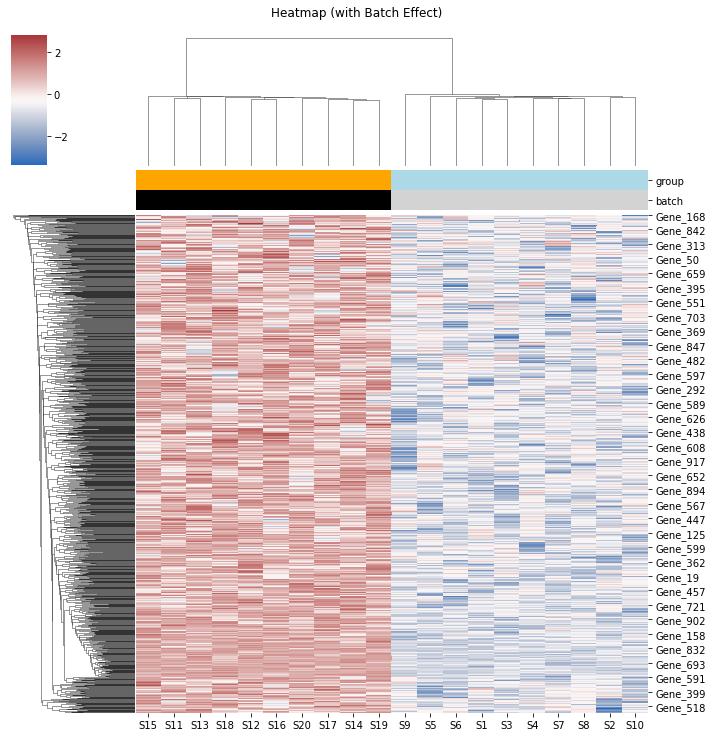 Heatmap (with Batch Effect)
2
0
−2
group
batch
Gene_168
Gene_842
Gene_313
Gene_50
Gene_659
Gene_395
Gene_551
Gene_703
Gene_369
Gene_847
Gene_482
Gene_597
Gene_292
Gene_589
Gene_626
Gene_438
Gene_608
Gene_917
Gene_652
Gene_894
Gene_567
Gene_447
Gene_125
Gene_599
Gene_362
Gene_19
Gene_457
Gene_721
Gene_902
Gene_158
Gene_832
Gene_693
Gene_591
Gene_399
Gene_518
S15 S11 S13 S18 S12 S16 S20 S17 S14 S19 S9 S5 S6 S1 S3 S4 S7 S8 S2 S10